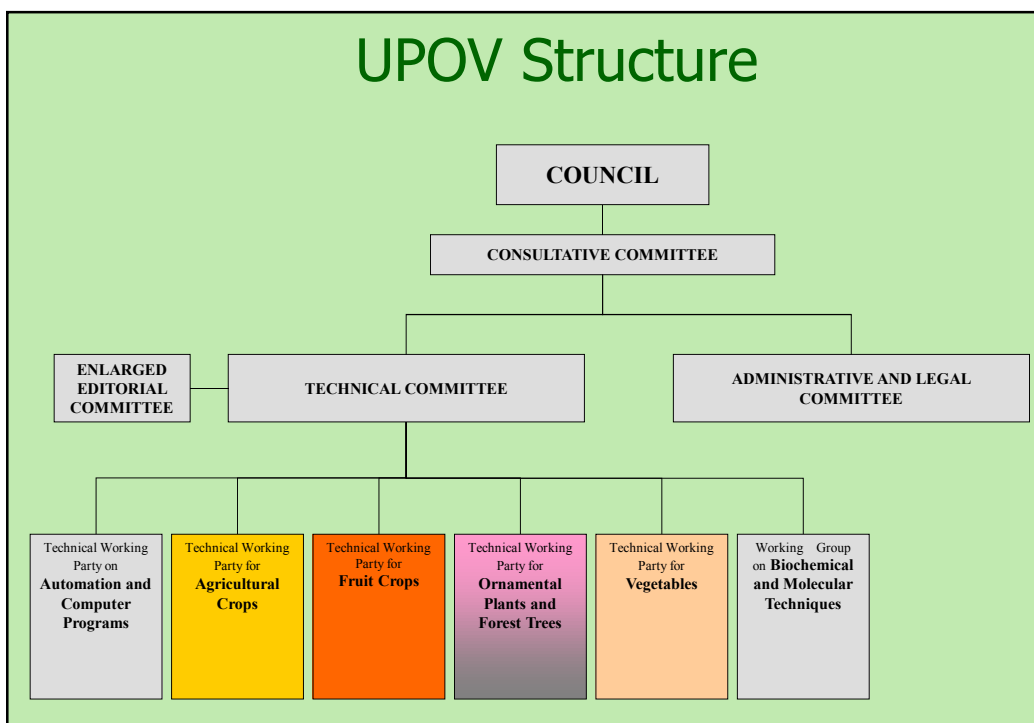 UPOV Structure
COUNCIL
CONSULTATIVE COMMITTEE
ENLARGED
EDITORIAL
COMMITTEE
TECHNICAL COMMITTEE
ADMINISTRATIVE AND LEGAL
COMMITTEE
Technical Working
Party on
Automation and
Computer
Programs
Technical Working
Party for
Agricultural
Crops
Technical Working
Party for
Fruit Crops
Technical Working
Party for
Ornamental
Plants and
Forest Trees
Technical Working
Party for
Vegetables
Working Group
on Biochemical
and Molecular
Techniques